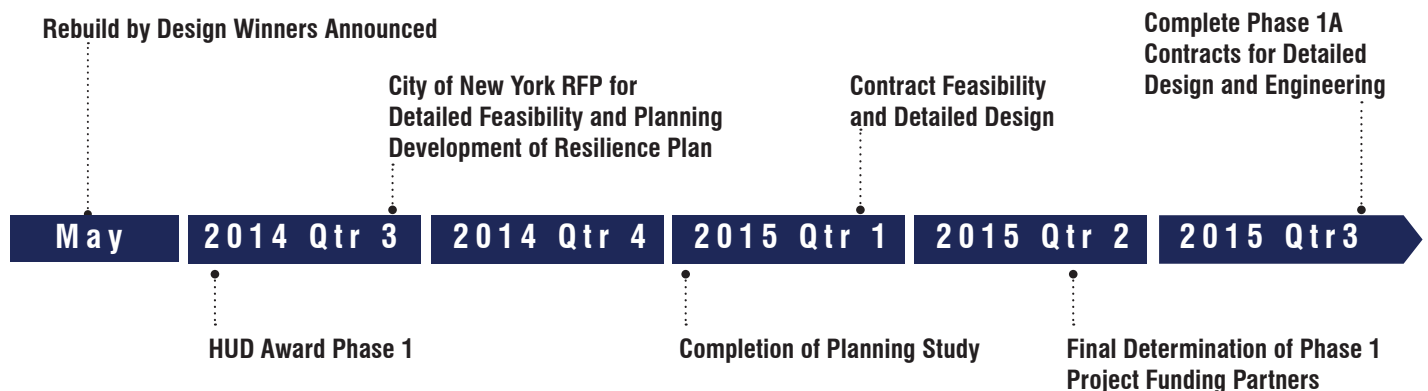 Rebuild by Design Winners Announced
City of New York RFP for
Detailed Feasibility and Planning
Development of Resilience Plan
Contract Feasibility
and Detailed Design
Complete Phase 1A
Contracts for Detailed
Design and Engineering
May
2014 Qtr 3
2014 Qtr 4
2015 Qtr 1
2015 Qtr 2
2015 Qtr3
HUD Award Phase 1
Completion of Planning Study
Final Determination of Phase 1
Project Funding Partners